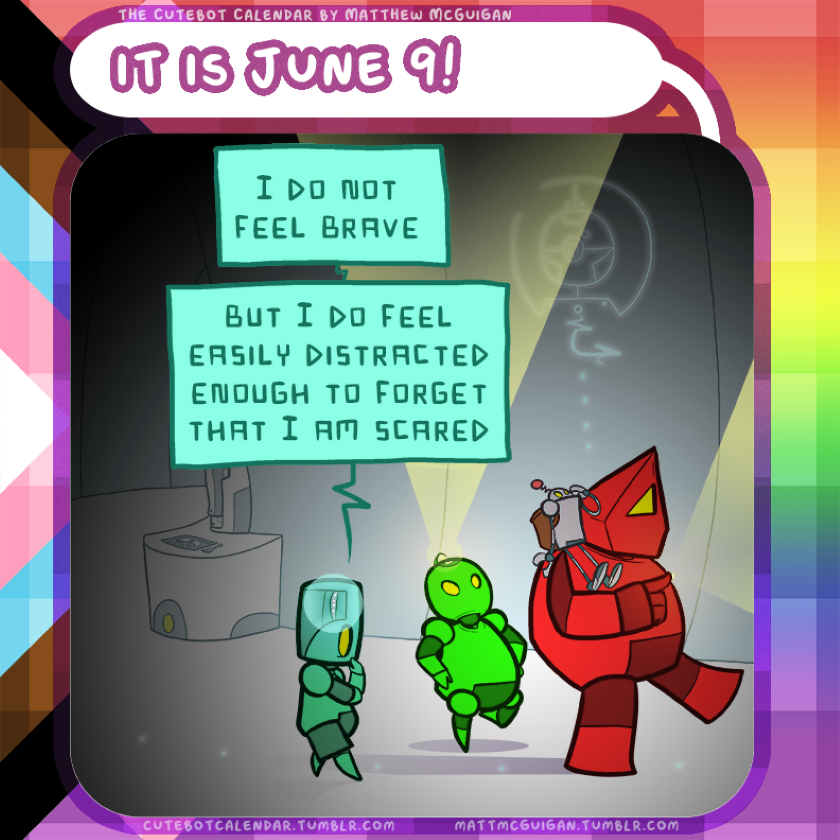 THE CUTEBOT CALENDAR BY MATTHEW MCGUIGAN
IT IS JUNE 9!
I DO NOT
FEEL BRAVE
BUT I DO FEEL
EASILY DISTRACTED
ENOUGH TO FORGET
THAT I AM SCARED
CUTEBOTCALENDAR.TUMBLR.COM
MATTMCGUIGAN.TUMBLR.COM